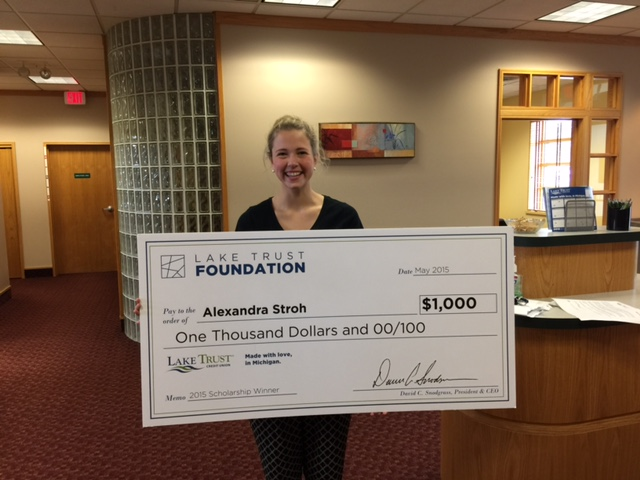 EXIT
LAKE TRUST
FOUNDATION
Date May 2015
Pay to the
order of Alexandra Stroh $1,000
One Thousand Dollars and 00/100
LAKE TRUST
CREDIT UNION
Made with love,
in Michigan.
David C. Snodgrass, President & CEO
Memo 2015 Scholarship Winner